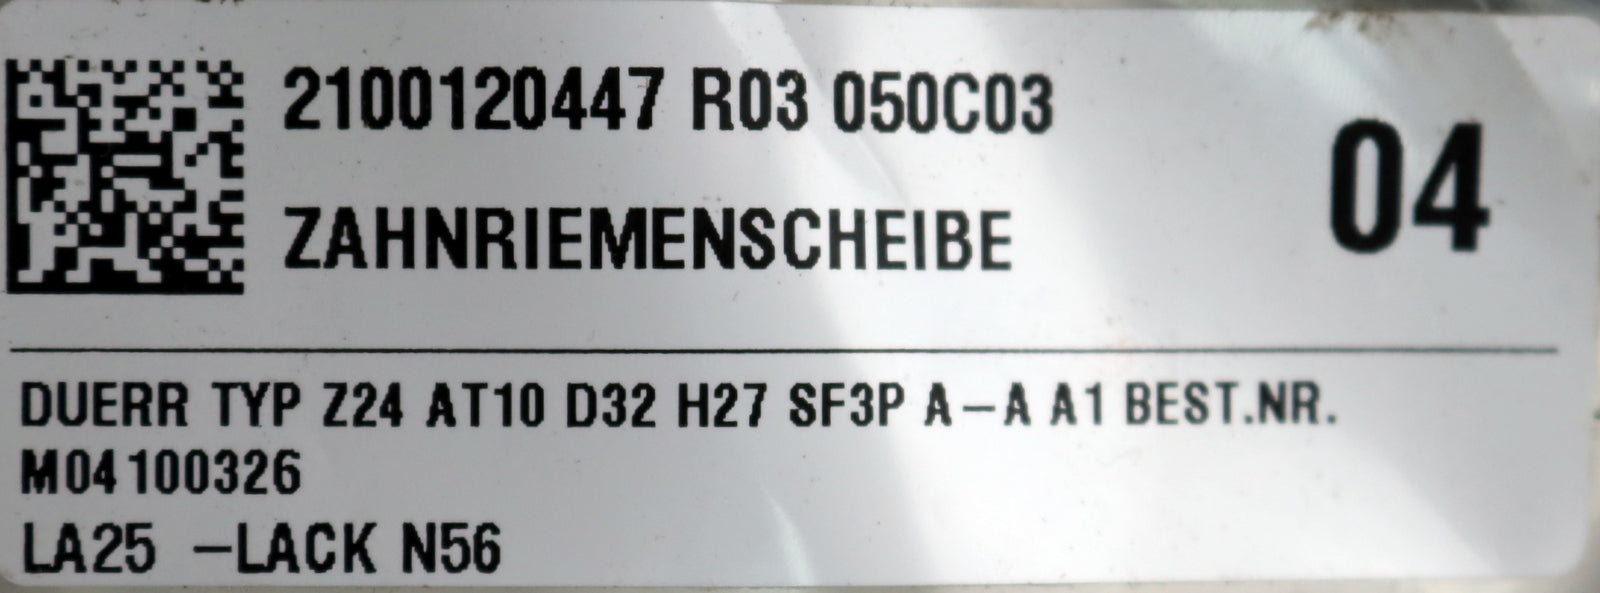 2100120447 R03 050C03
04
ZAHNRIEMENSCHEIBE
DUERR TYP Z24 AT10 D32 H27 SF3P A-A A1 BEST.NR.
M04100326
LA25 -LACK N56